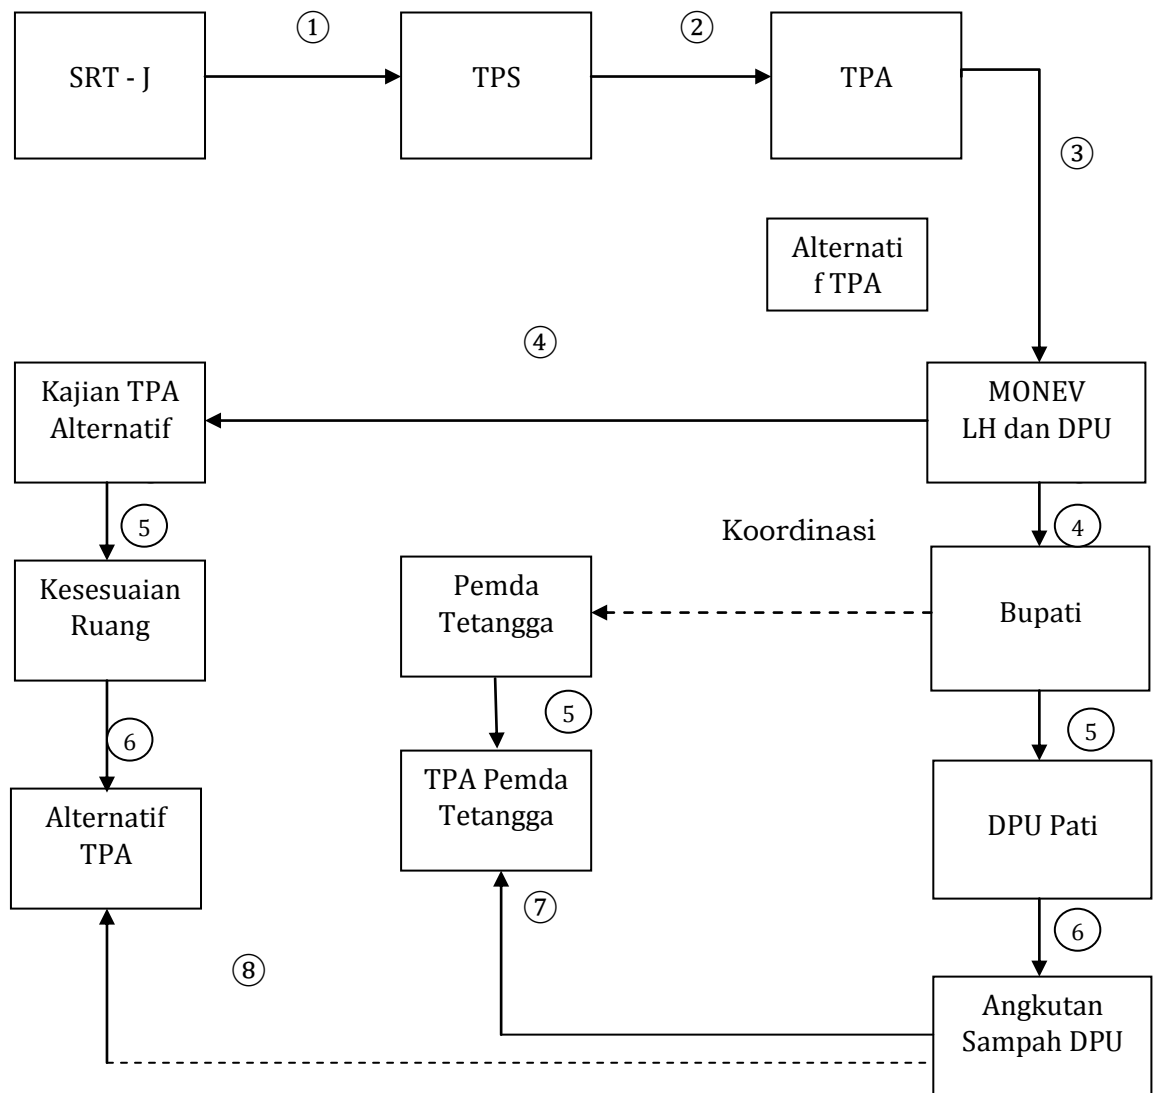 ①
②
SRT - J
TPS
TPA
③
Alternati
f TPA
④
Kajian TPA
Alternatif
MONEV
LH dan DPU
5
Koordinasi
4
Kesesuaian
Ruang
Pemda
Tetangga
Bupati
6
5
5
Alternatif
TPA
TPA Pemda
Tetangga
DPU Pati
⑦
6
⑧
Angkutan
Sampah DPU